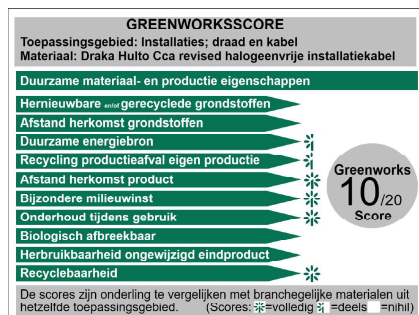 GREENWORKSSCORE
Toepassingsgebied: Installaties; draad en kabel
Materiaal: Draka Hulto Cca revised halogeenvrije installatiekabel
Duurzame materiaal- en productie eigenschappen
Hernieuwbare en/of gerecyclede grondstoffen
Afstand herkomst grondstoffen
Duurzame energiebron
Recycling productieafval eigen productie
Afstand herkomst product
Bijzondere milieuwinst
Onderhoud tijdens gebruik
Biologisch afbreekbaar
Herbruikbaarheid ongewijzigd eindproduct
Recyclebaarheid
Greenworks
10/20
Score
De scores zijn onderling te vergelijken met branchegelijke materialen uit
hetzelfde toepassingsgebied. (Scores: =volledig =deels =nihil)